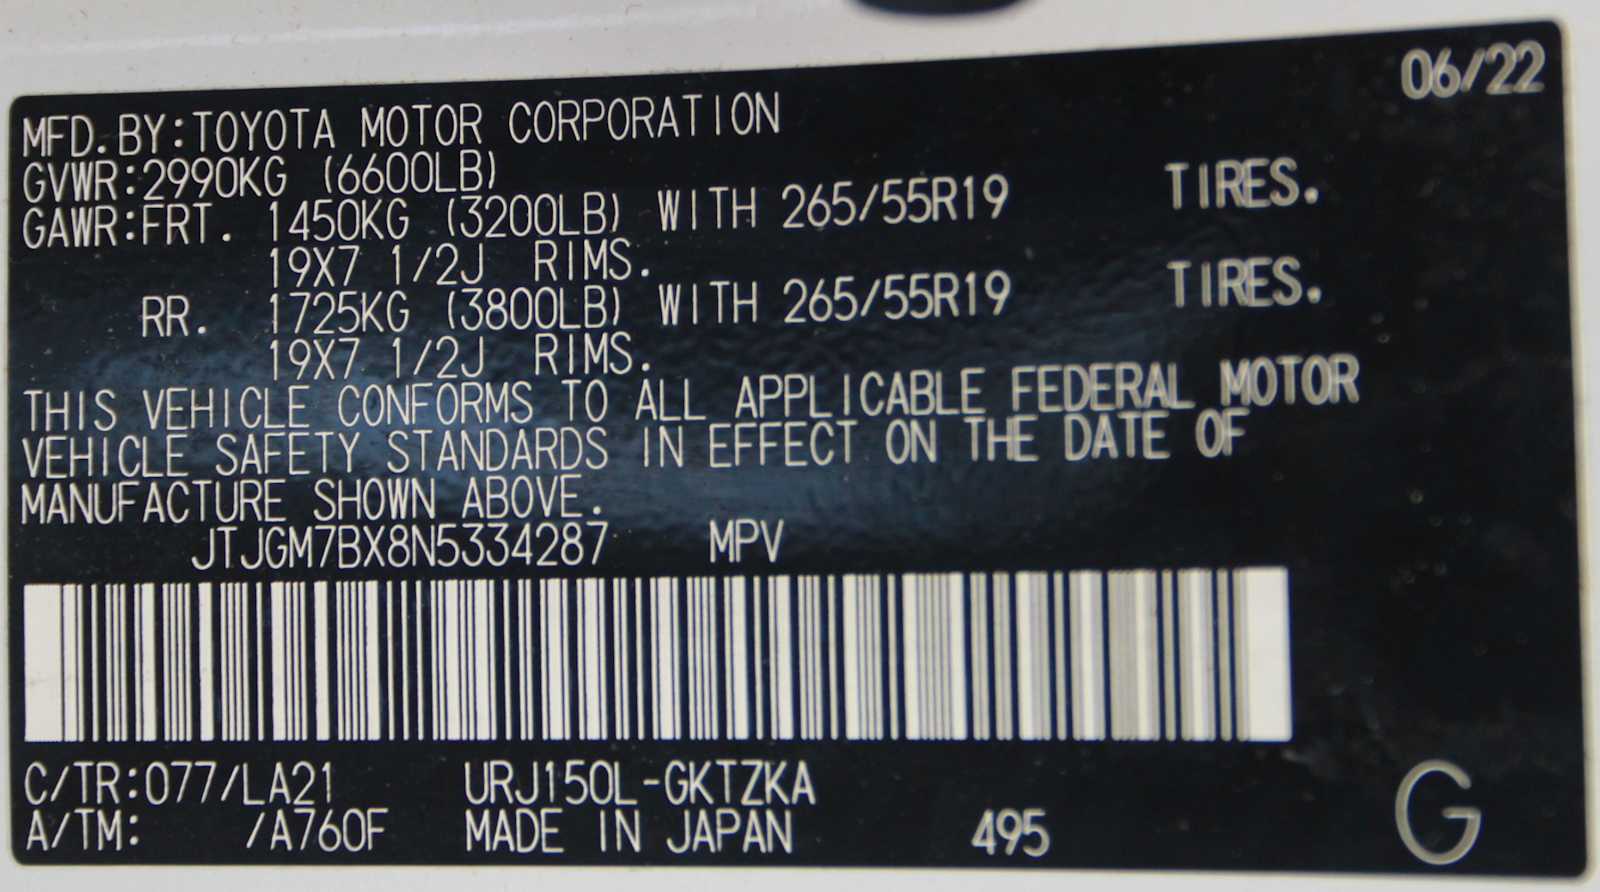 06/22
MFD. BY:TOYOTA MOTOR CORPORATION
GVWR:2990KG (6600LB)
GAWR:FRT. 1450KG (3200LB) WITH 265/55R19 TIRES.
19X7 1/2J RIMS.
RR. 1725KG (3800LB) WITH 265/55R19 TIRES.
19X7 1/2J RIMS.
THIS VEHICLE CONFORMS TO ALL APPLICABLE FEDERAL MOTOR
VEHICLE SAFETY STANDARDS IN EFFECT ON THE DATE OF
MANUFACTURE SHOWN ABOVE.
JTJGM7BX8N5334287 MPV
C/TR:077/LA21 URJ150L-GKTZKA
A/TM: /A760F MADE IN JAPAN 495 G